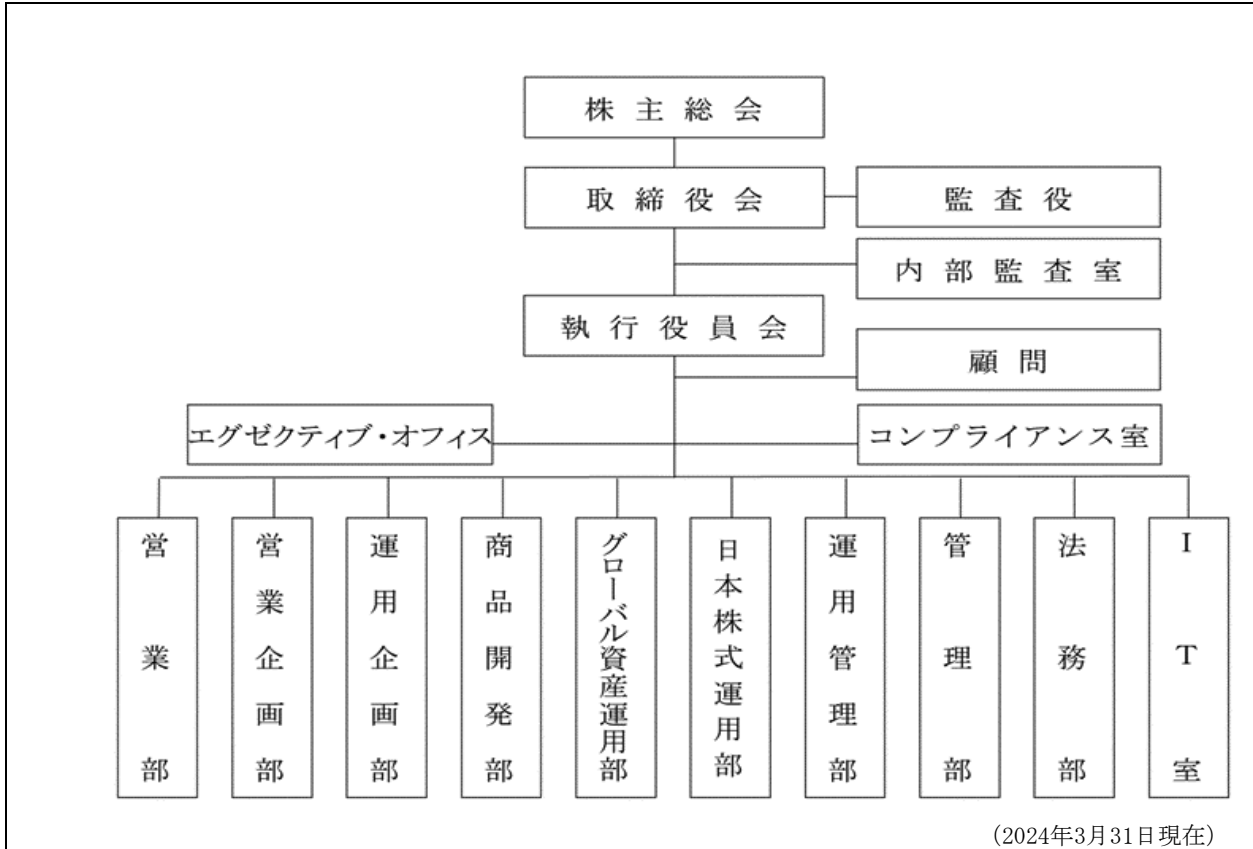 株主総会
取締役会
監査役
内部監査室
執行役員会
顧問
エグゼクティブ・オフィス
コンプライアンス室
営業部
営業企画部
運用企画部
商品開発部
グローバル資産運用部
日本株式運用部
運用管理部
管理部
法務部
IT室
(2024年3月31日現在)